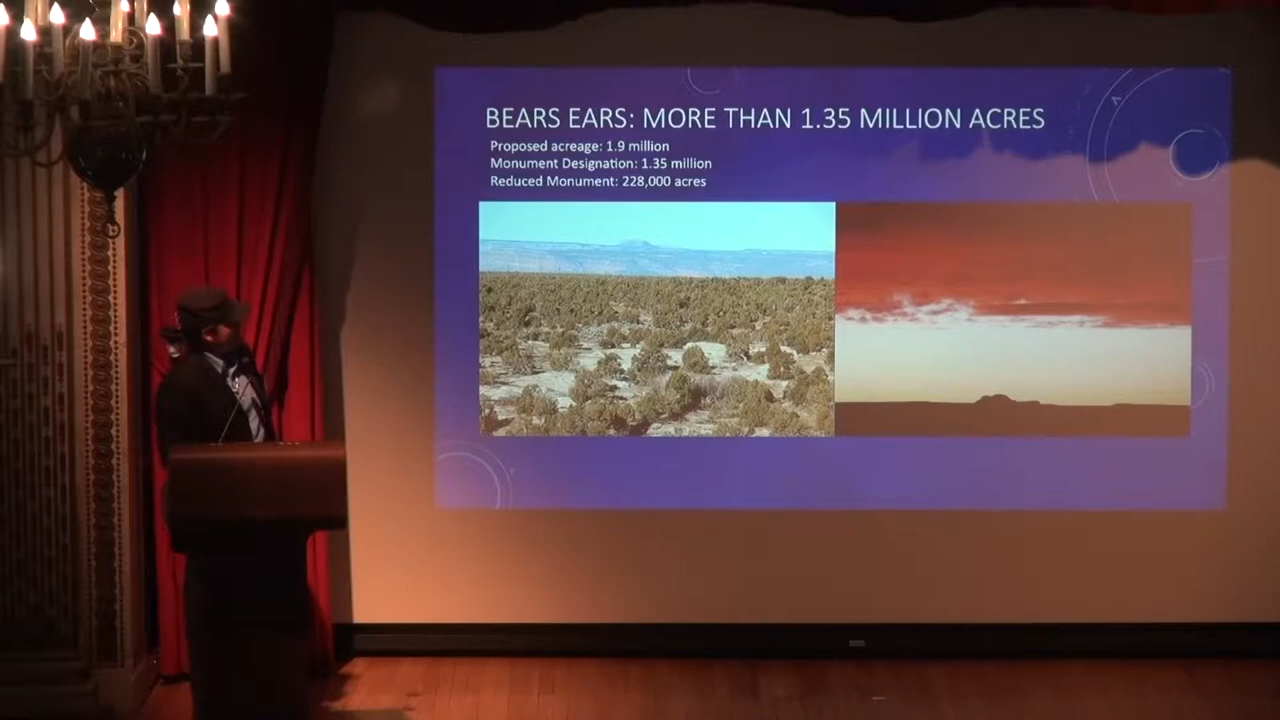 BEARS EARS: MORE THAN 1.35 MILLION ACRES
Proposed acreage: 1.9 million
Monument Designation: 1.35 million
Reduced Monument: 228,000 acres